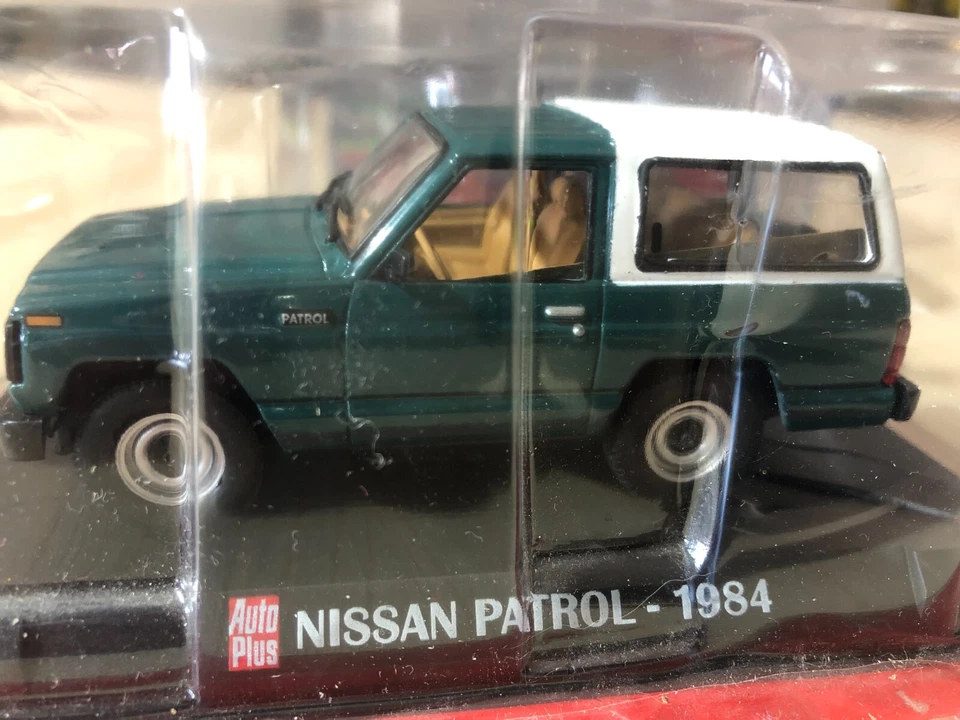 PATROL
Auto
Plus
NISSAN PATROL - 1984